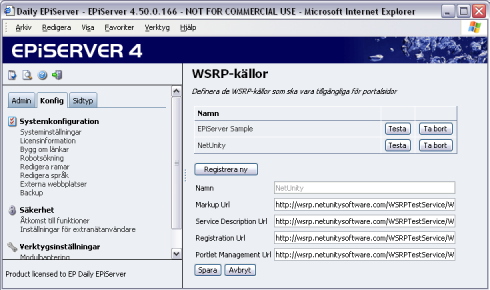 Daily EPiServer - EPiServer 4.50.0.166 - NOT FOR COMMERCIAL USE - Microsoft Internet Explorer
Arkiv Redigera Visa Favoriter Verktyg Hjälp
EPiSERVER 4
Admin Konfig Sidtyp
Systemkonfiguration
Systeminställningar
Licensinformation
Bygg om länkar
Robotsökning
Redigera ramar
Redigera språk
Externa webbplatser
Backup
Säkerhet
Åtkomst till funktioner
Inställningar för extranätanvändare
Verktygsinställningar
Modulhantering
WSRP-källor
Definera de WSRP-källor som ska vara tillgängliga för portalsidor
Namn
EPIServer Sample Testa Ta bort
NetUnity Testa Ta bort
Registrera ny
Namn NetUnity
Markup Url http://wsrp.netunitysoftware.com/WSRPTestService/W
Service Description Url http://wsrp.netunitysoftware.com/WSRPTestService/W
Registration Url http://wsrp.netunitysoftware.com/WSRPTestService/W
Portlet Management Url http://wsrp.netunitysoftware.com/WSRPTestService/W
Spara Avbryt
Product licensed to EP Daily EPiServer